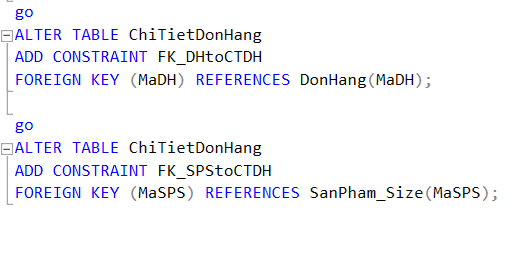 go
ALTER TABLE ChiTietDonHang
ADD CONSTRAINT FK_DHtoCTDH
FOREIGN KEY (MaDH) REFERENCES DonHang(MaDH);
go
ALTER TABLE ChiTietDonHang
ADD CONSTRAINT FK_SPStoCTDH
FOREIGN KEY (MaSPS) REFERENCES SanPham_Size(MaSPS);